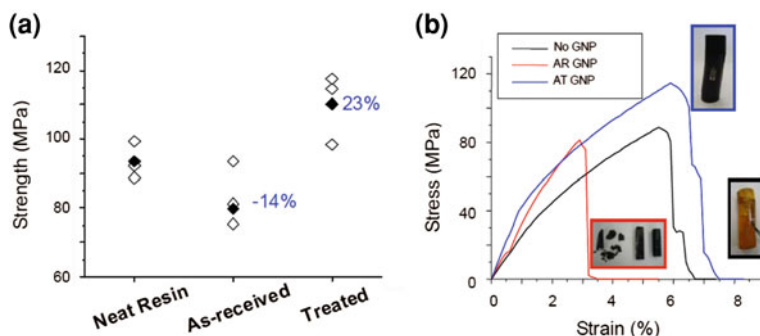 (a)
Strength (MPa)
120
100
80
60
23%
-14%
Neat Resin
As-received
Treated
(b)
No GNP
AR GNP
AT GNP
Stress (MPa)
120
80
40
0
0
2
4
6
8
Strain (%)